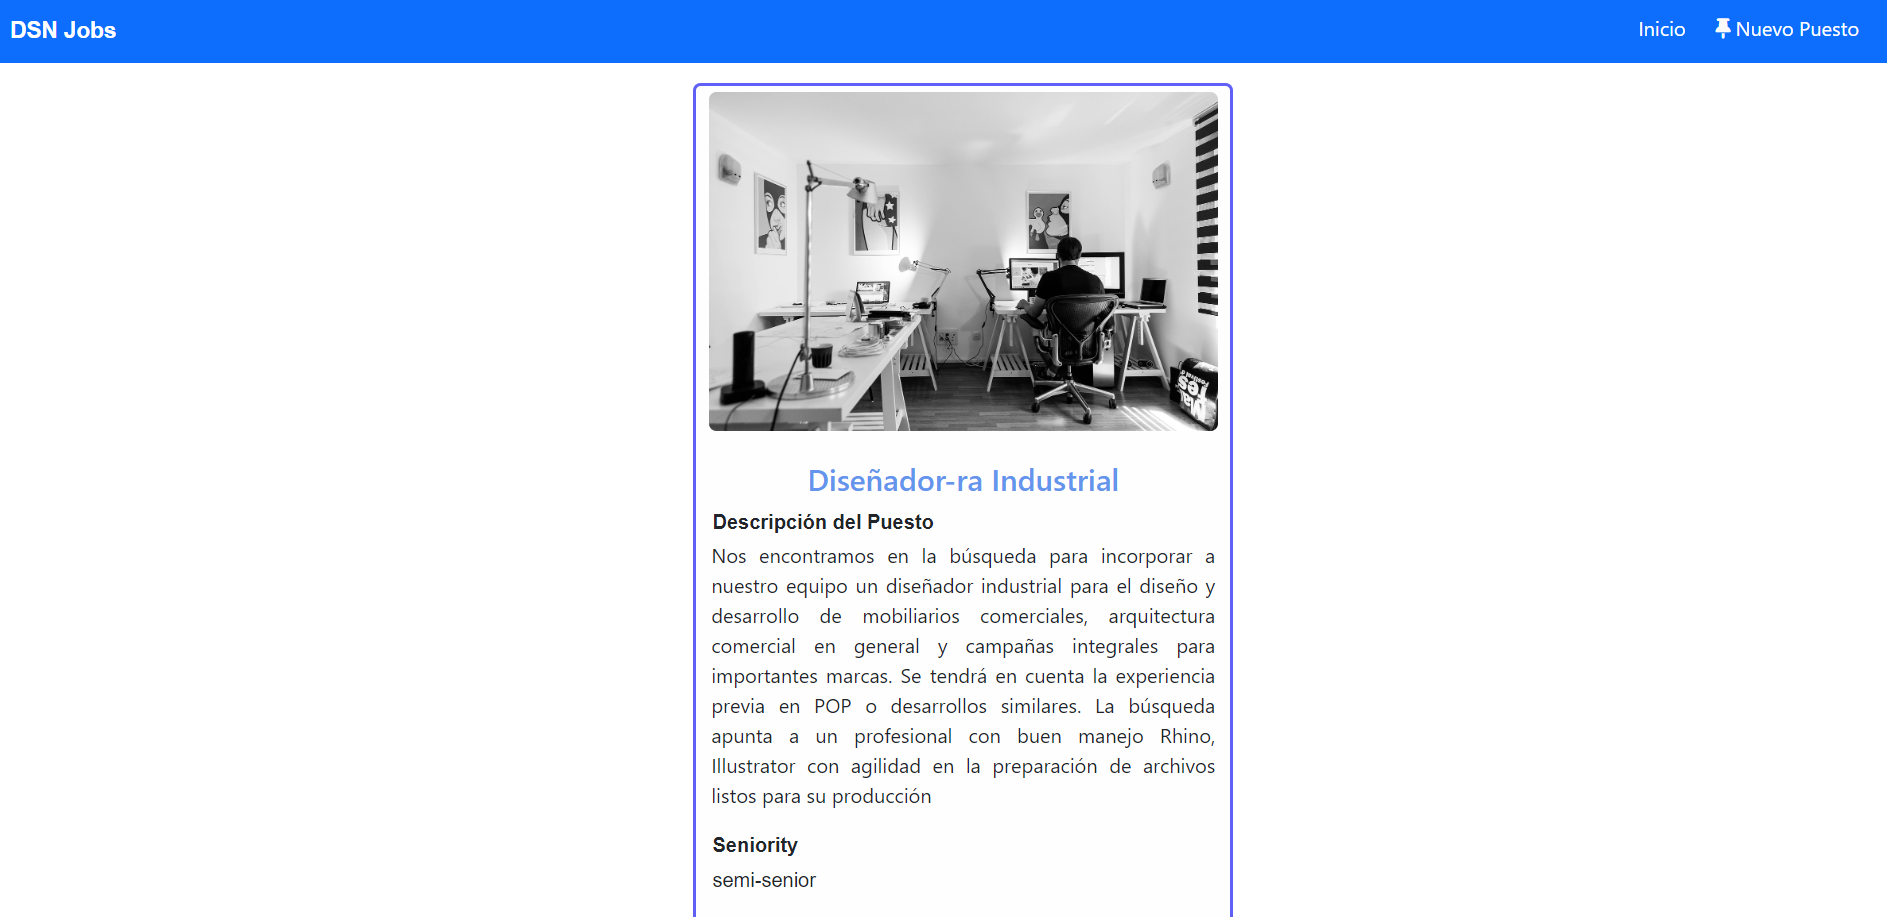 DSN Jobs
Inicio
Nuevo Puesto
Diseñador-ra Industrial
Descripción del Puesto
Nos encontramos en la búsqueda para incorporar a
nuestro equipo un diseñador industrial para el diseño y
desarrollo de mobiliarios comerciales, arquitectura
comercial en general y campañas integrales para
importantes marcas. Se tendrá en cuenta la experiencia
previa en POP o desarrollos similares. La búsqueda
apunta a un profesional con buen manejo Rhino,
Illustrator con agilidad en la preparación de archivos
listos para su producción
Seniority
semi-senior